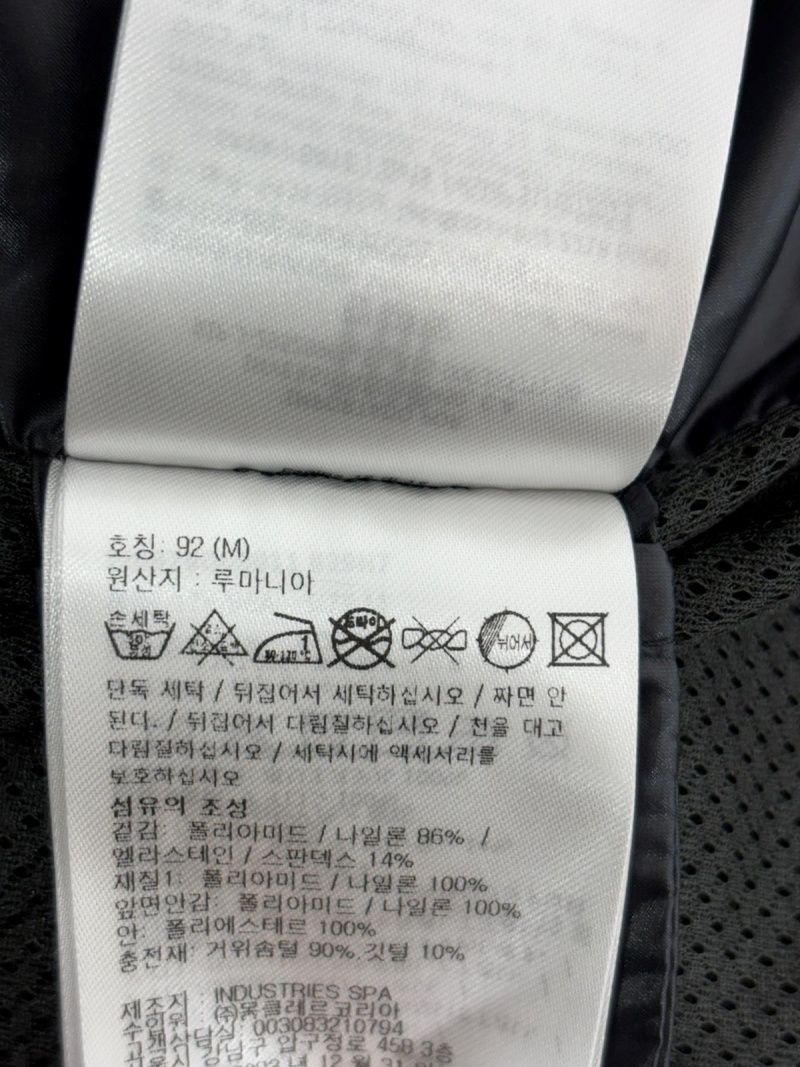 호칭: 92 (M)
원산지 : 루마니아
손세탁 드라이 뉘어서
단독 세탁 / 뒤집어서 세탁하십시오 / 짜면 안
된다. / 뒤집어서 다림질하십시오 / 천을 대고
다림질하십시오 / 세탁시에 액세서리를
보호하십시오
섬유의 조성
겉감: 폴리아미드 / 나일론 86% /
엘라스테인 / 스판덱스 14%
재질1: 폴리아미드 / 나일론 100%
앞면안감: 폴리아미드 / 나일론 100%
안: 폴리에스테르 100%
충전재: 거위솜털 90%.깃털 10%
제조자 : INDUSTRIES SPA
수입원 : ㈜몽클레르코리아
고객상담실: 003083210794
강남구 압구정로 458 3층
년 12 월 31